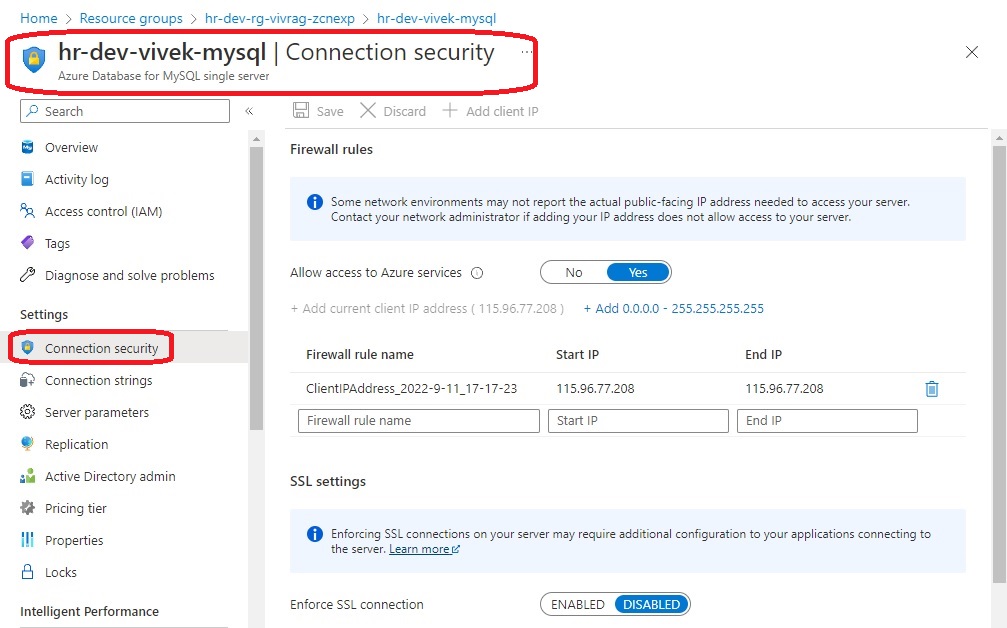 Home > Resource groups > hr-dev-rg-vivrag-zcnexp > hr-dev-vivek-mysql
hr-dev-vivek-mysql | Connection security ...
Azure Database for MySQL single server
Search «
Save Discard Add client IP
Overview
Activity log
Access control (IAM)
Tags
Diagnose and solve problems
Settings
Connection security
Connection strings
Server parameters
Replication
Active Directory admin
Pricing tier
Properties
Locks
Intelligent Performance
Firewall rules
Some network environments may not report the actual public-facing IP address needed to access your server.
Contact your network administrator if adding your IP address does not allow access to your server.
Allow access to Azure services No Yes
+ Add current client IP address ( 115.96.77.208 ) + Add 0.0.0.0 - 255.255.255.255
Firewall rule name Start IP End IP
ClientIPAddress_2022-9-11_17-17-23 115.96.77.208 115.96.77.208
Firewall rule name Start IP End IP
SSL settings
Enforcing SSL connections on your server may require additional configuration to your applications connecting to
the server. Learn more
Enforce SSL connection ENABLED DISABLED